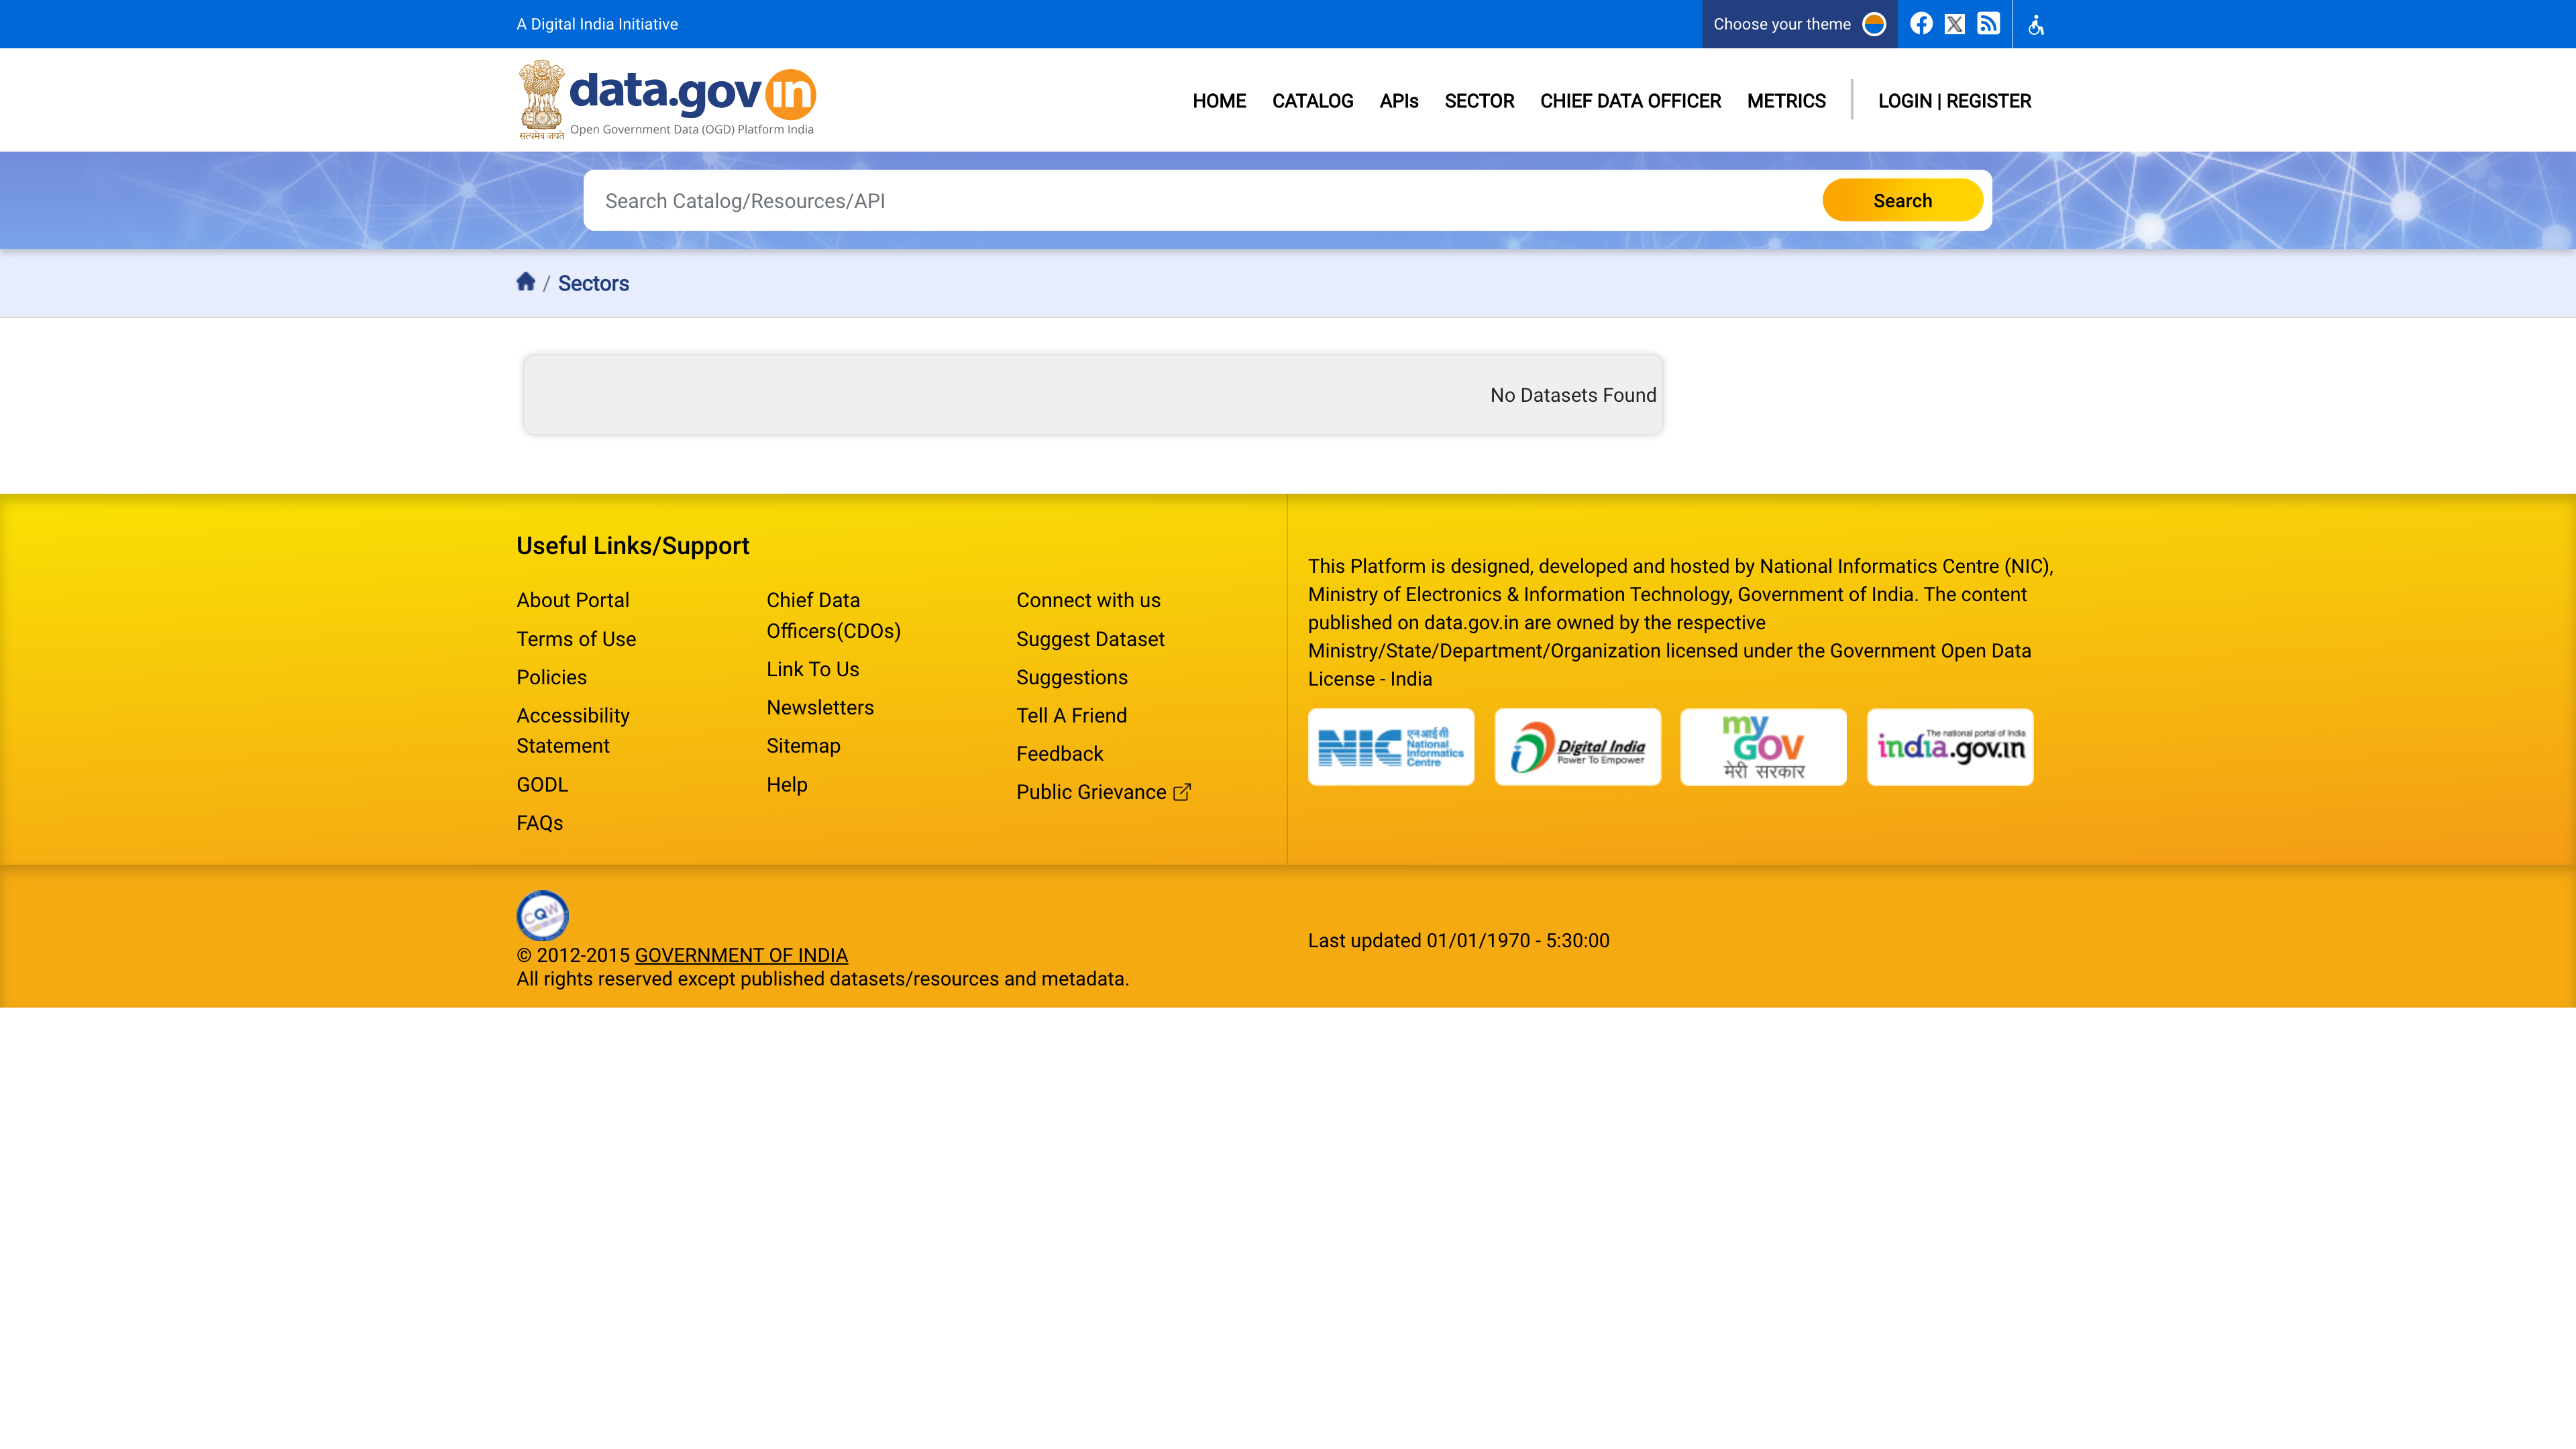 A Digital India Initiative
Choose your theme
data.gov in
Open Government Data (OGD) Platform India
सत्यमेव जयते
HOME CATALOG APIs SECTOR CHIEF DATA OFFICER METRICS LOGIN | REGISTER
Search Catalog/Resources/API
Search
/ Sectors
No Datasets Found
Useful Links/Support
About Portal
Terms of Use
Policies
Accessibility
Statement
GODL
FAQs
Chief Data
Officers(CDOs)
Link To Us
Newsletters
Sitemap
Help
Connect with us
Suggest Dataset
Suggestions
Tell A Friend
Feedback
Public Grievance
This Platform is designed, developed and hosted by National Informatics Centre (NIC),
Ministry of Electronics & Information Technology, Government of India. The content
published on data.gov.in are owned by the respective
Ministry/State/Department/Organization licensed under the Government Open Data
License - India
NIC
एन आई सी
National
Informatics
Centre
Digital India
Power To Empower
my
GOV
मेरी सरकार
The national portal of India
india.gov.in
CQW
© 2012-2015 GOVERNMENT OF INDIA
All rights reserved except published datasets/resources and metadata.
Last updated 01/01/1970 - 5:30:00